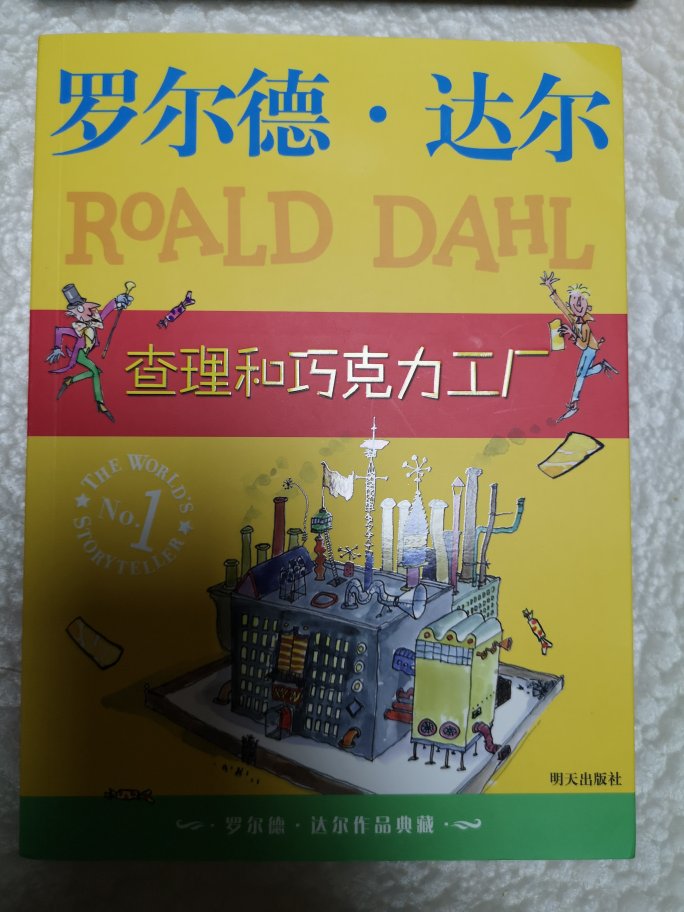 罗尔德·达尔
ROALD DAHL
查理和巧克力工厂
THE WORLD'S
No.1
STORYTELLER
明天出版社
·罗尔德·达尔作品典藏·